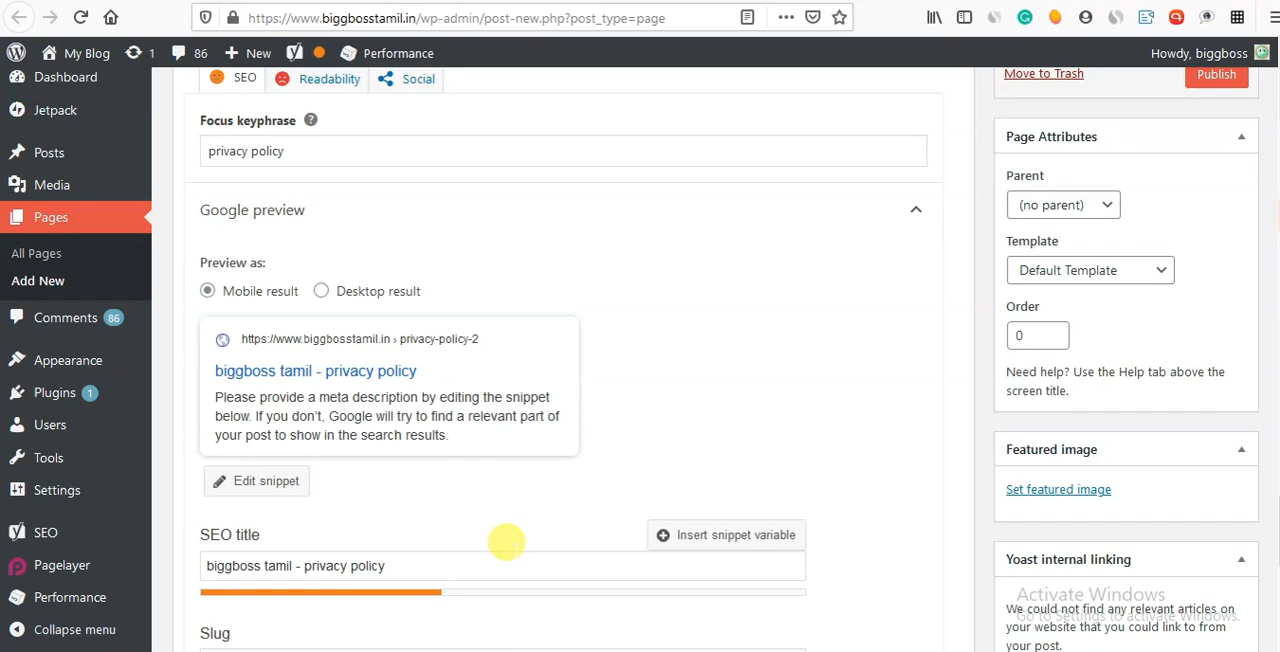 https://www.biggbosstamil.in/wp-admin/post-new.php?post_type=page
My Blog 1 86 New Performance Howdy, biggboss
Dashboard
Jetpack
Posts
Media
Pages
All Pages
Add New
Comments 86
Appearance
Plugins 1
Users
Tools
Settings
SEO
Pagelayer
Performance
Collapse menu
SEO Readability Social
Focus keyphrase ?
privacy policy
Google preview
Preview as:
Mobile result Desktop result
https://www.biggbosstamil.in › privacy-policy-2
biggboss tamil - privacy policy
Please provide a meta description by editing the snippet
below. If you don't, Google will try to find a relevant part of
your post to show in the search results.
Edit snippet
SEO title Insert snippet variable
biggboss tamil - privacy policy
Slug
Move to Trash Publish
Page Attributes
Parent
(no parent)
Template
Default Template
Order
0
Need help? Use the Help tab above the
screen title.
Featured image
Set featured image
Yoast internal linking
Activate Windows
Go to Settings to activate Windows.
We could not find any relevant articles on
your website that you could link to from
your post.